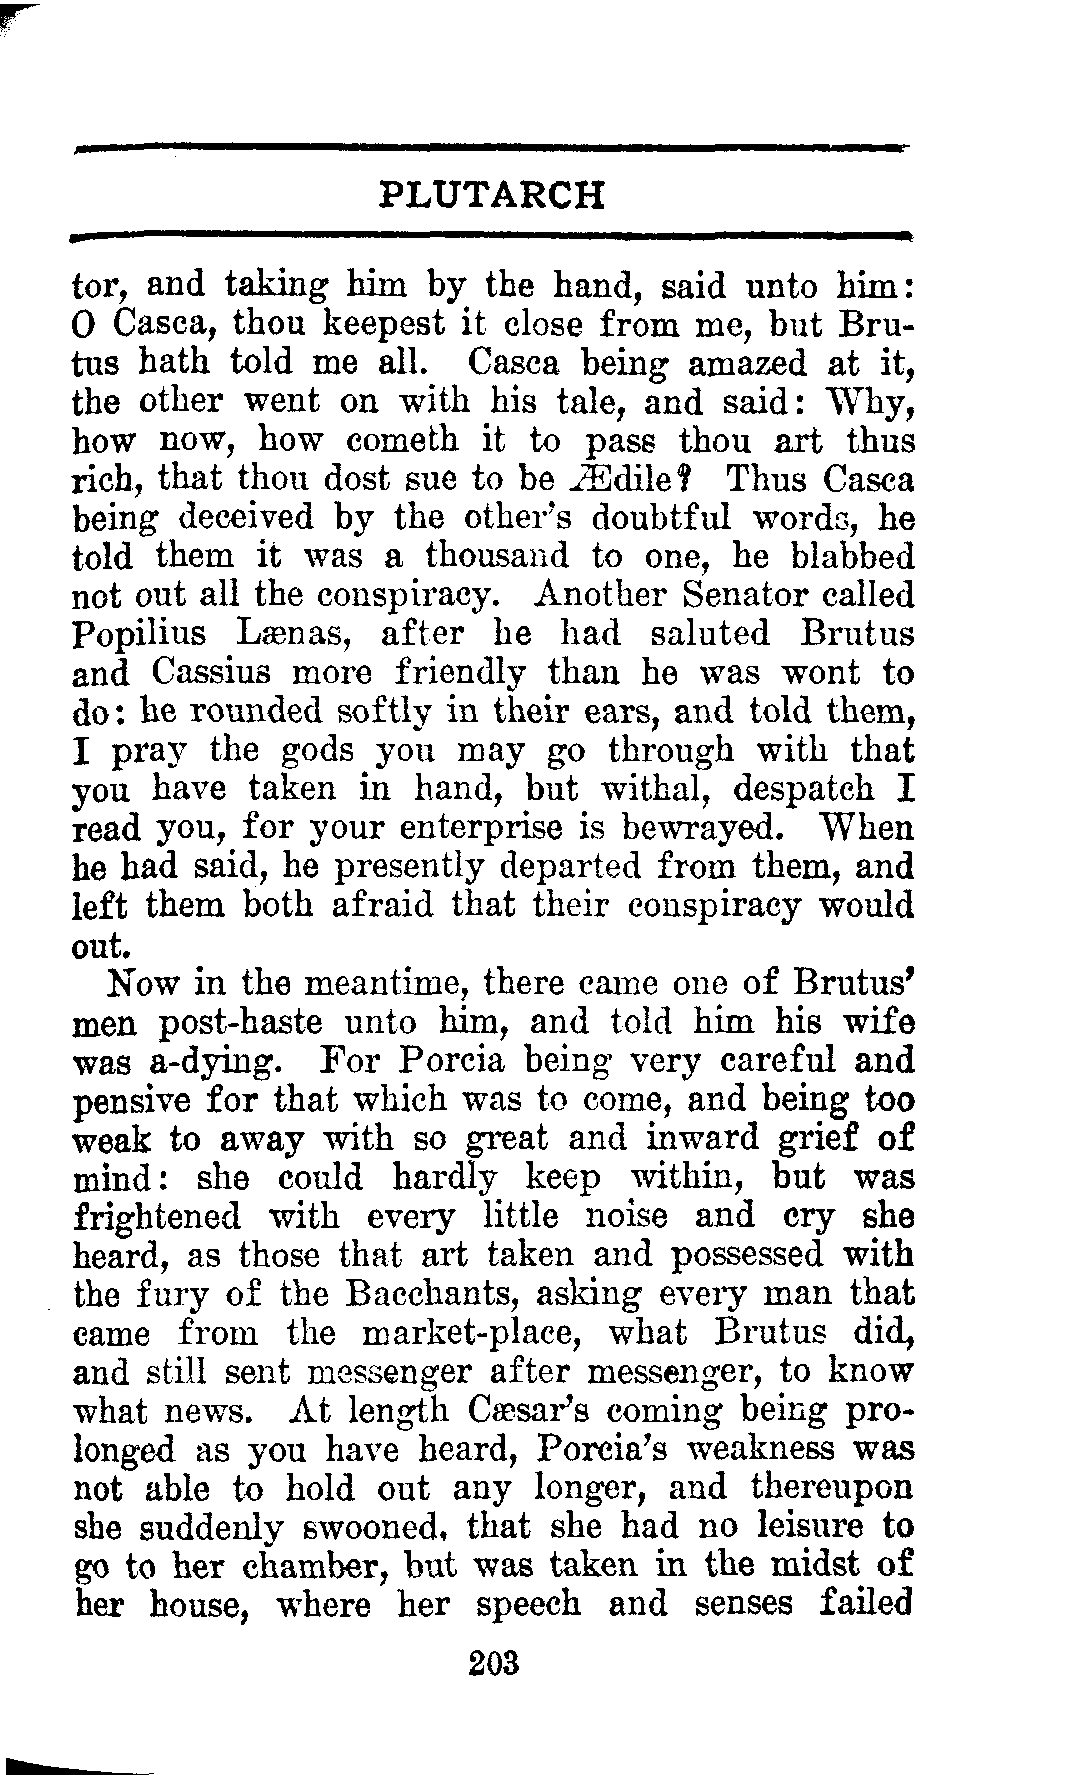 PLUTARCH
tor, and taking him by the hand, said unto him:
O Casca, thou keepest it close from me, but Bru-
tus hath told me all. Casca being amazed at it,
the other went on with his tale, and said: Why,
how now, how cometh it to pass thou art thus
rich, that thou dost sue to be Ædile? Thus Casca
being deceived by the other's doubtful words, he
told them it was a thousand to one, he blabbed
not out all the conspiracy. Another Senator called
Popilius Lænas, after he had saluted Brutus
and Cassius more friendly than he was wont to
do: he rounded softly in their ears, and told them,
I pray the gods you may go through with that
you have taken in hand, but withal, despatch I
read you, for your enterprise is bewrayed. When
he had said, he presently departed from them, and
left them both afraid that their conspiracy would
out.
Now in the meantime, there came one of Brutus'
men post-haste unto him, and told him his wife
was a-dying. For Porcia being very careful and
pensive for that which was to come, and being too
weak to away with so great and inward grief of
mind: she could hardly keep within, but was
frightened with every little noise and cry she
heard, as those that art taken and possessed with
the fury of the Bacchants, asking every man that
came from the market-place, what Brutus did,
and still sent messenger after messenger, to know
what news. At length Cæsar's coming being pro-
longed as you have heard, Porcia's weakness was
not able to hold out any longer, and thereupon
she suddenly swooned, that she had no leisure to
go to her chamber, but was taken in the midst of
her house, where her speech and senses failed
203